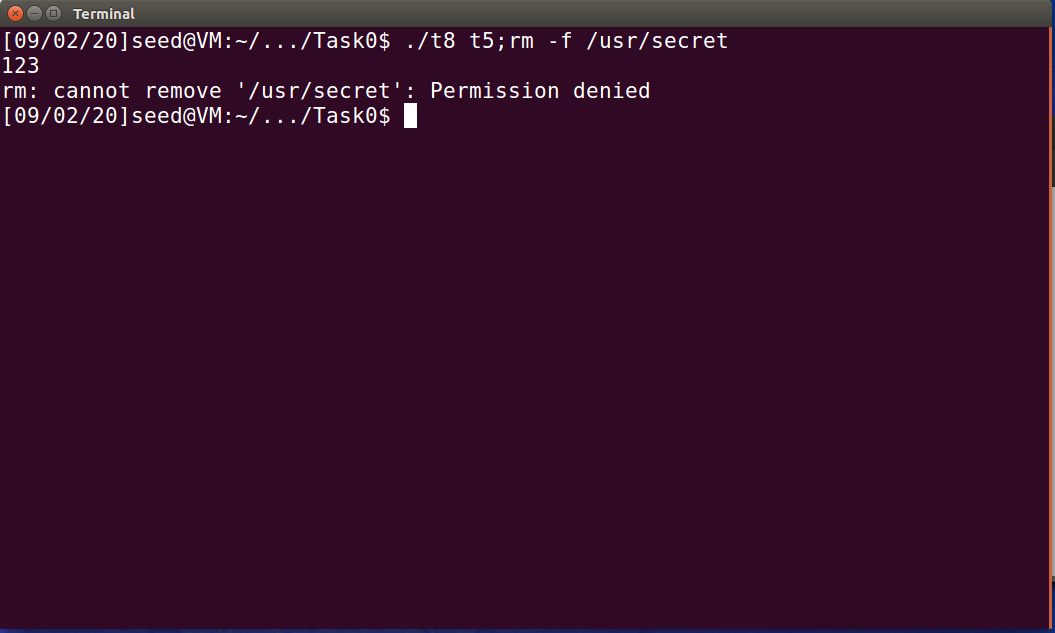 Terminal
[09/02/20]seed@VM:~/.../Task0$ ./t8 t5;rm -f /usr/secret
123
rm: cannot remove '/usr/secret': Permission denied
[09/02/20]seed@VM:~/.../Task0$